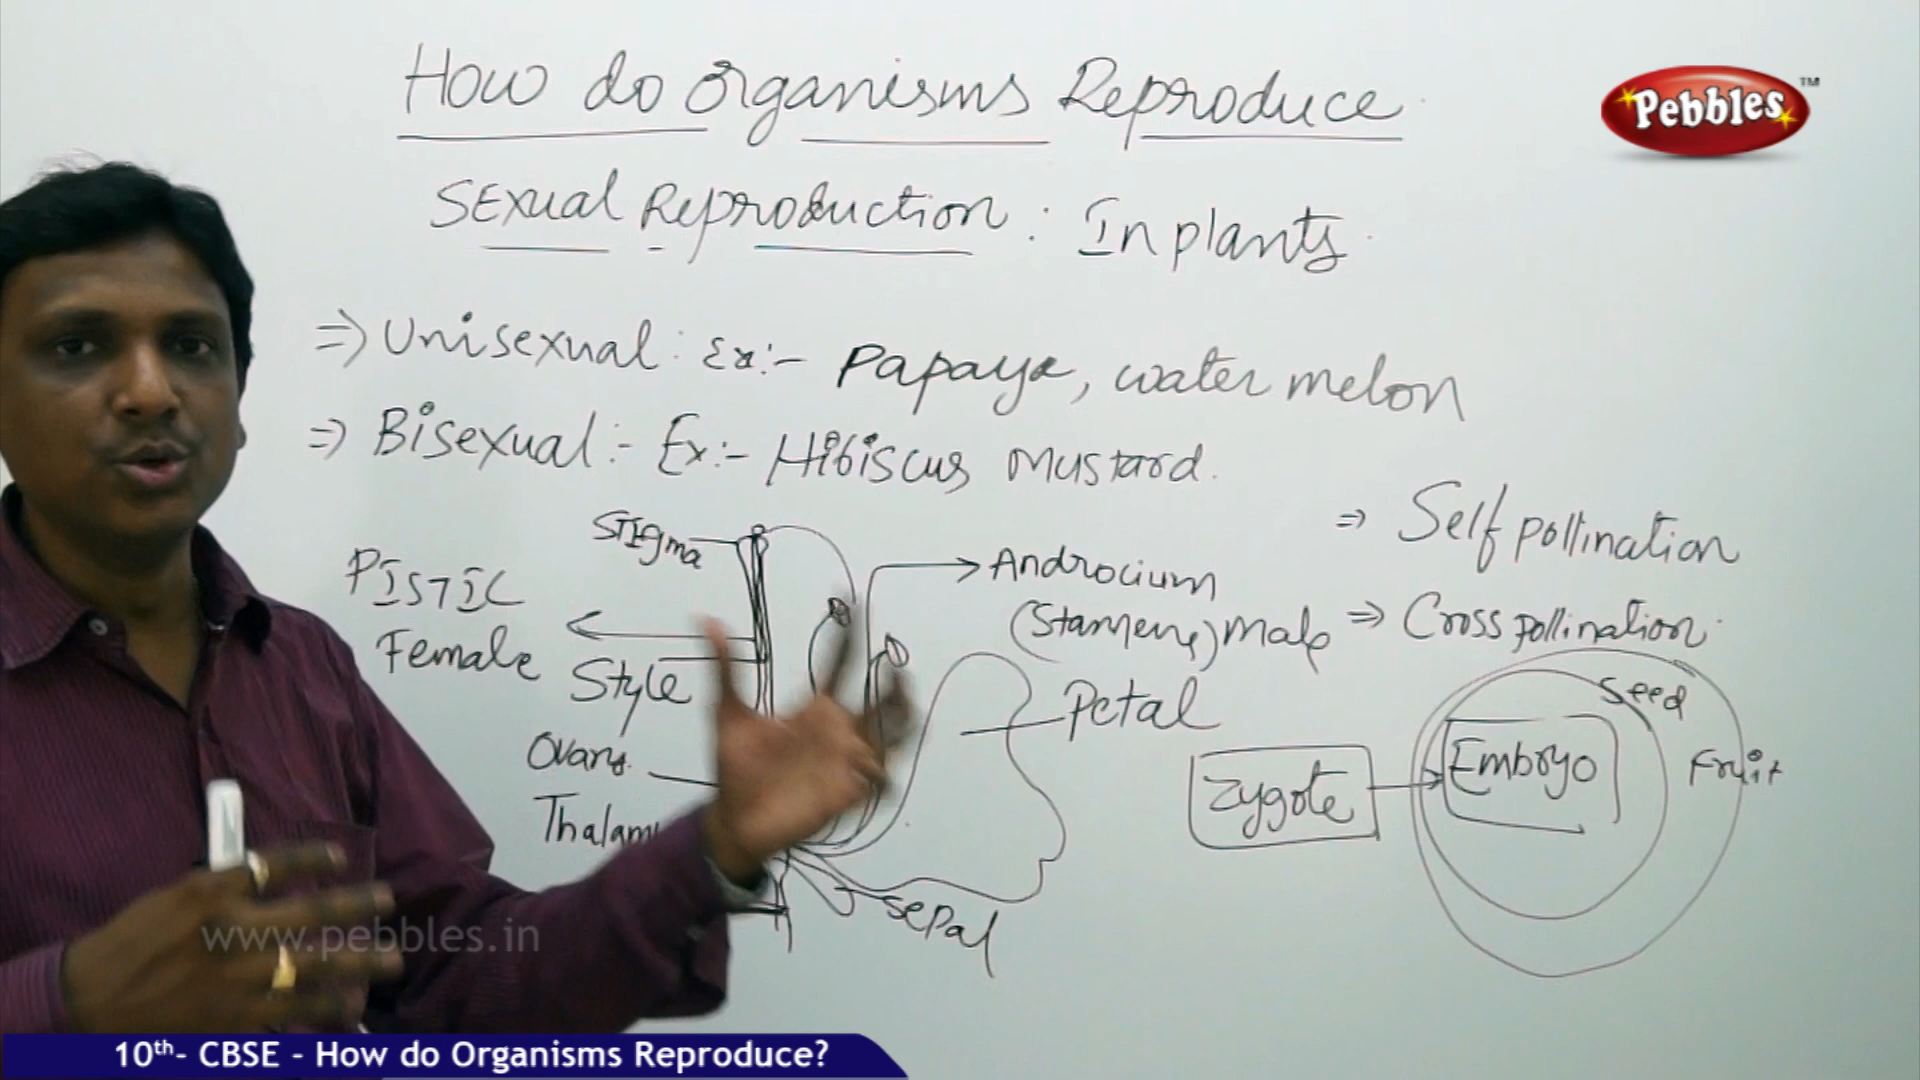 How do Organisms Reproduce
Pebbles™
SExual Reproduction : In plants
=> Unisexual : Ex:- Papaya, water melon
=> Bisexual :- Ex:- Hibiscus Mustard.
=> Self pollination
Stigma
Androcium
PISTIL
(Stamens) Male
=> Cross pollination
Female
Style
Petal
Seed
Ovary
Zygote
Embryo
Fruit
Thalamu
sepal
www.pebbles.in
10th- CBSE - How do Organisms Reproduce?